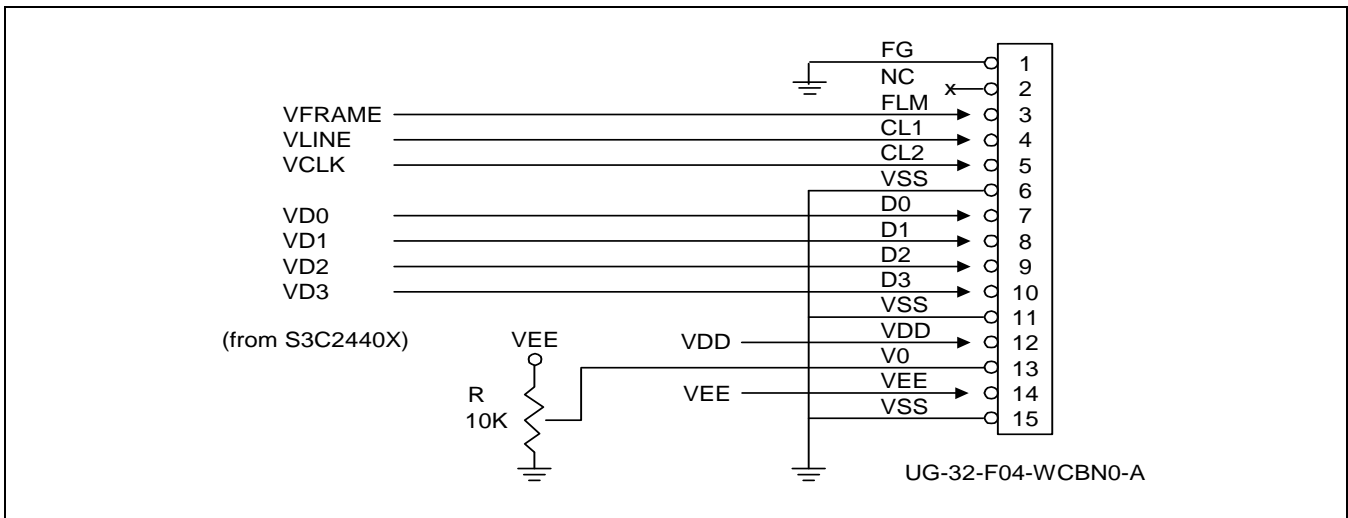 FG 1
NC x 2
VFRAME FLM 3
VLINE CL1 4
VCLK CL2 5
VSS 6
VD0 D0 7
VD1 D1 8
VD2 D2 9
VD3 D3 10
VSS 11
(from S3C2440X) VEE VDD VDD 12
V0 13
R VEE VEE 14
10K VSS 15
UG-32-F04-WCBN0-A